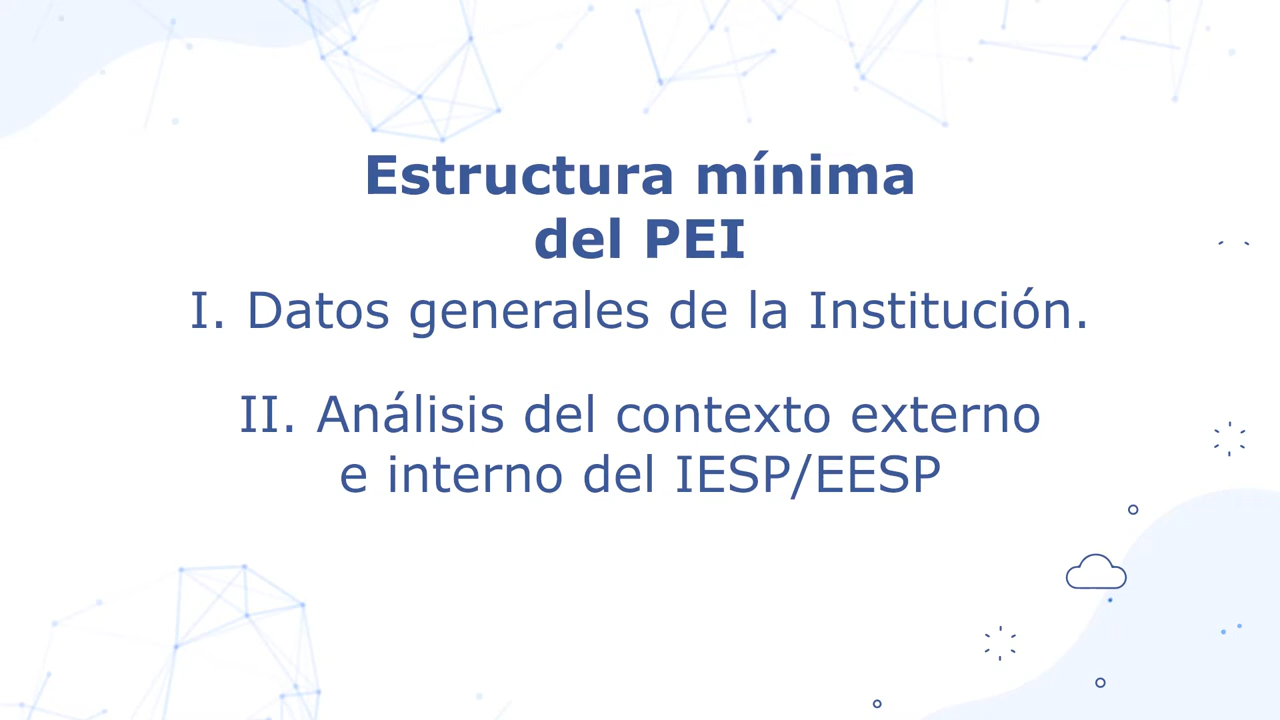 Estructura mínima
del PEI
I. Datos generales de la Institución.
II. Análisis del contexto externo
e interno del IESP/EESP